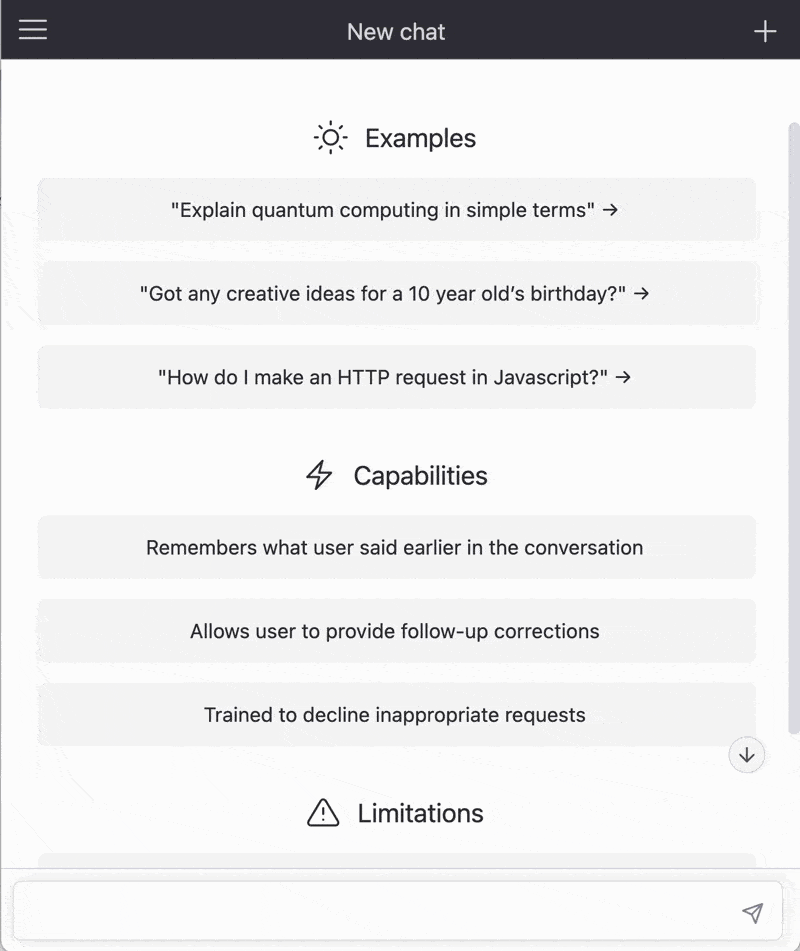 New chat
Examples
"Explain quantum computing in simple terms" →
"Got any creative ideas for a 10 year old’s birthday?" →
"How do I make an HTTP request in Javascript?" →
Capabilities
Remembers what user said earlier in the conversation
Allows user to provide follow-up corrections
Trained to decline inappropriate requests
Limitations